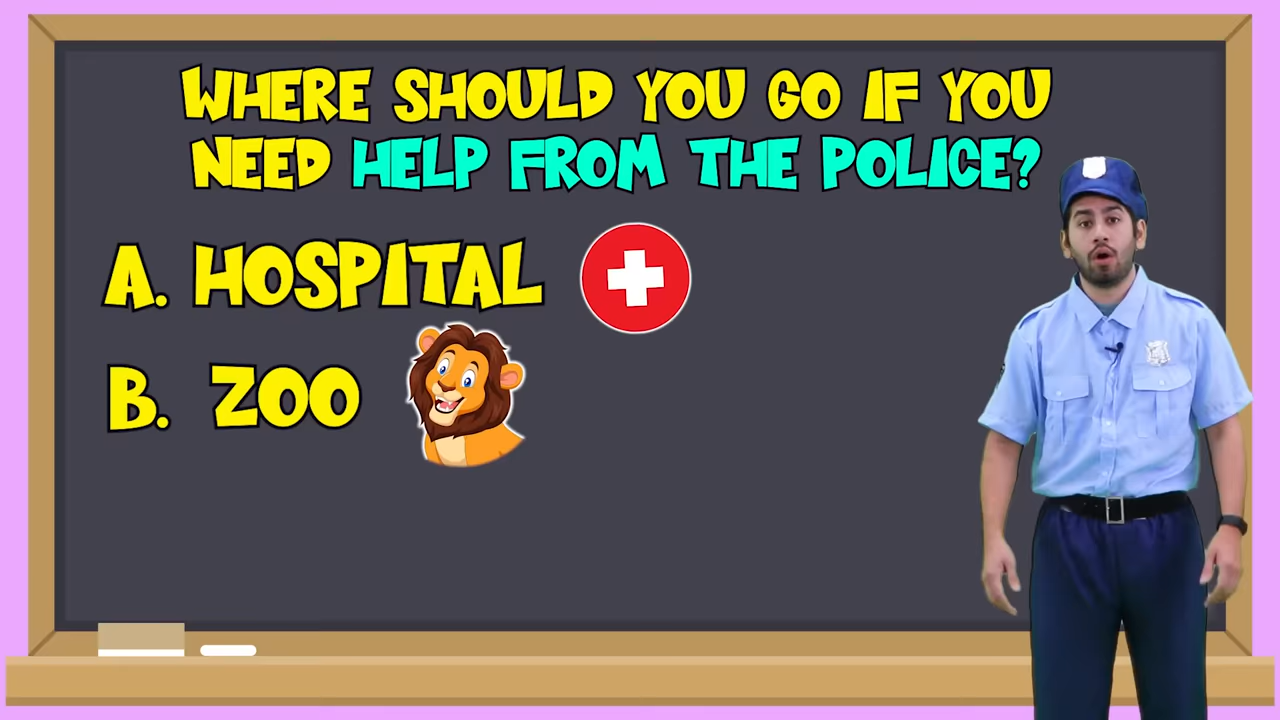 WHERE SHOULD YOU GO IF YOU
NEED HELP FROM THE POLICE?
A. HOSPITAL
B. ZOO